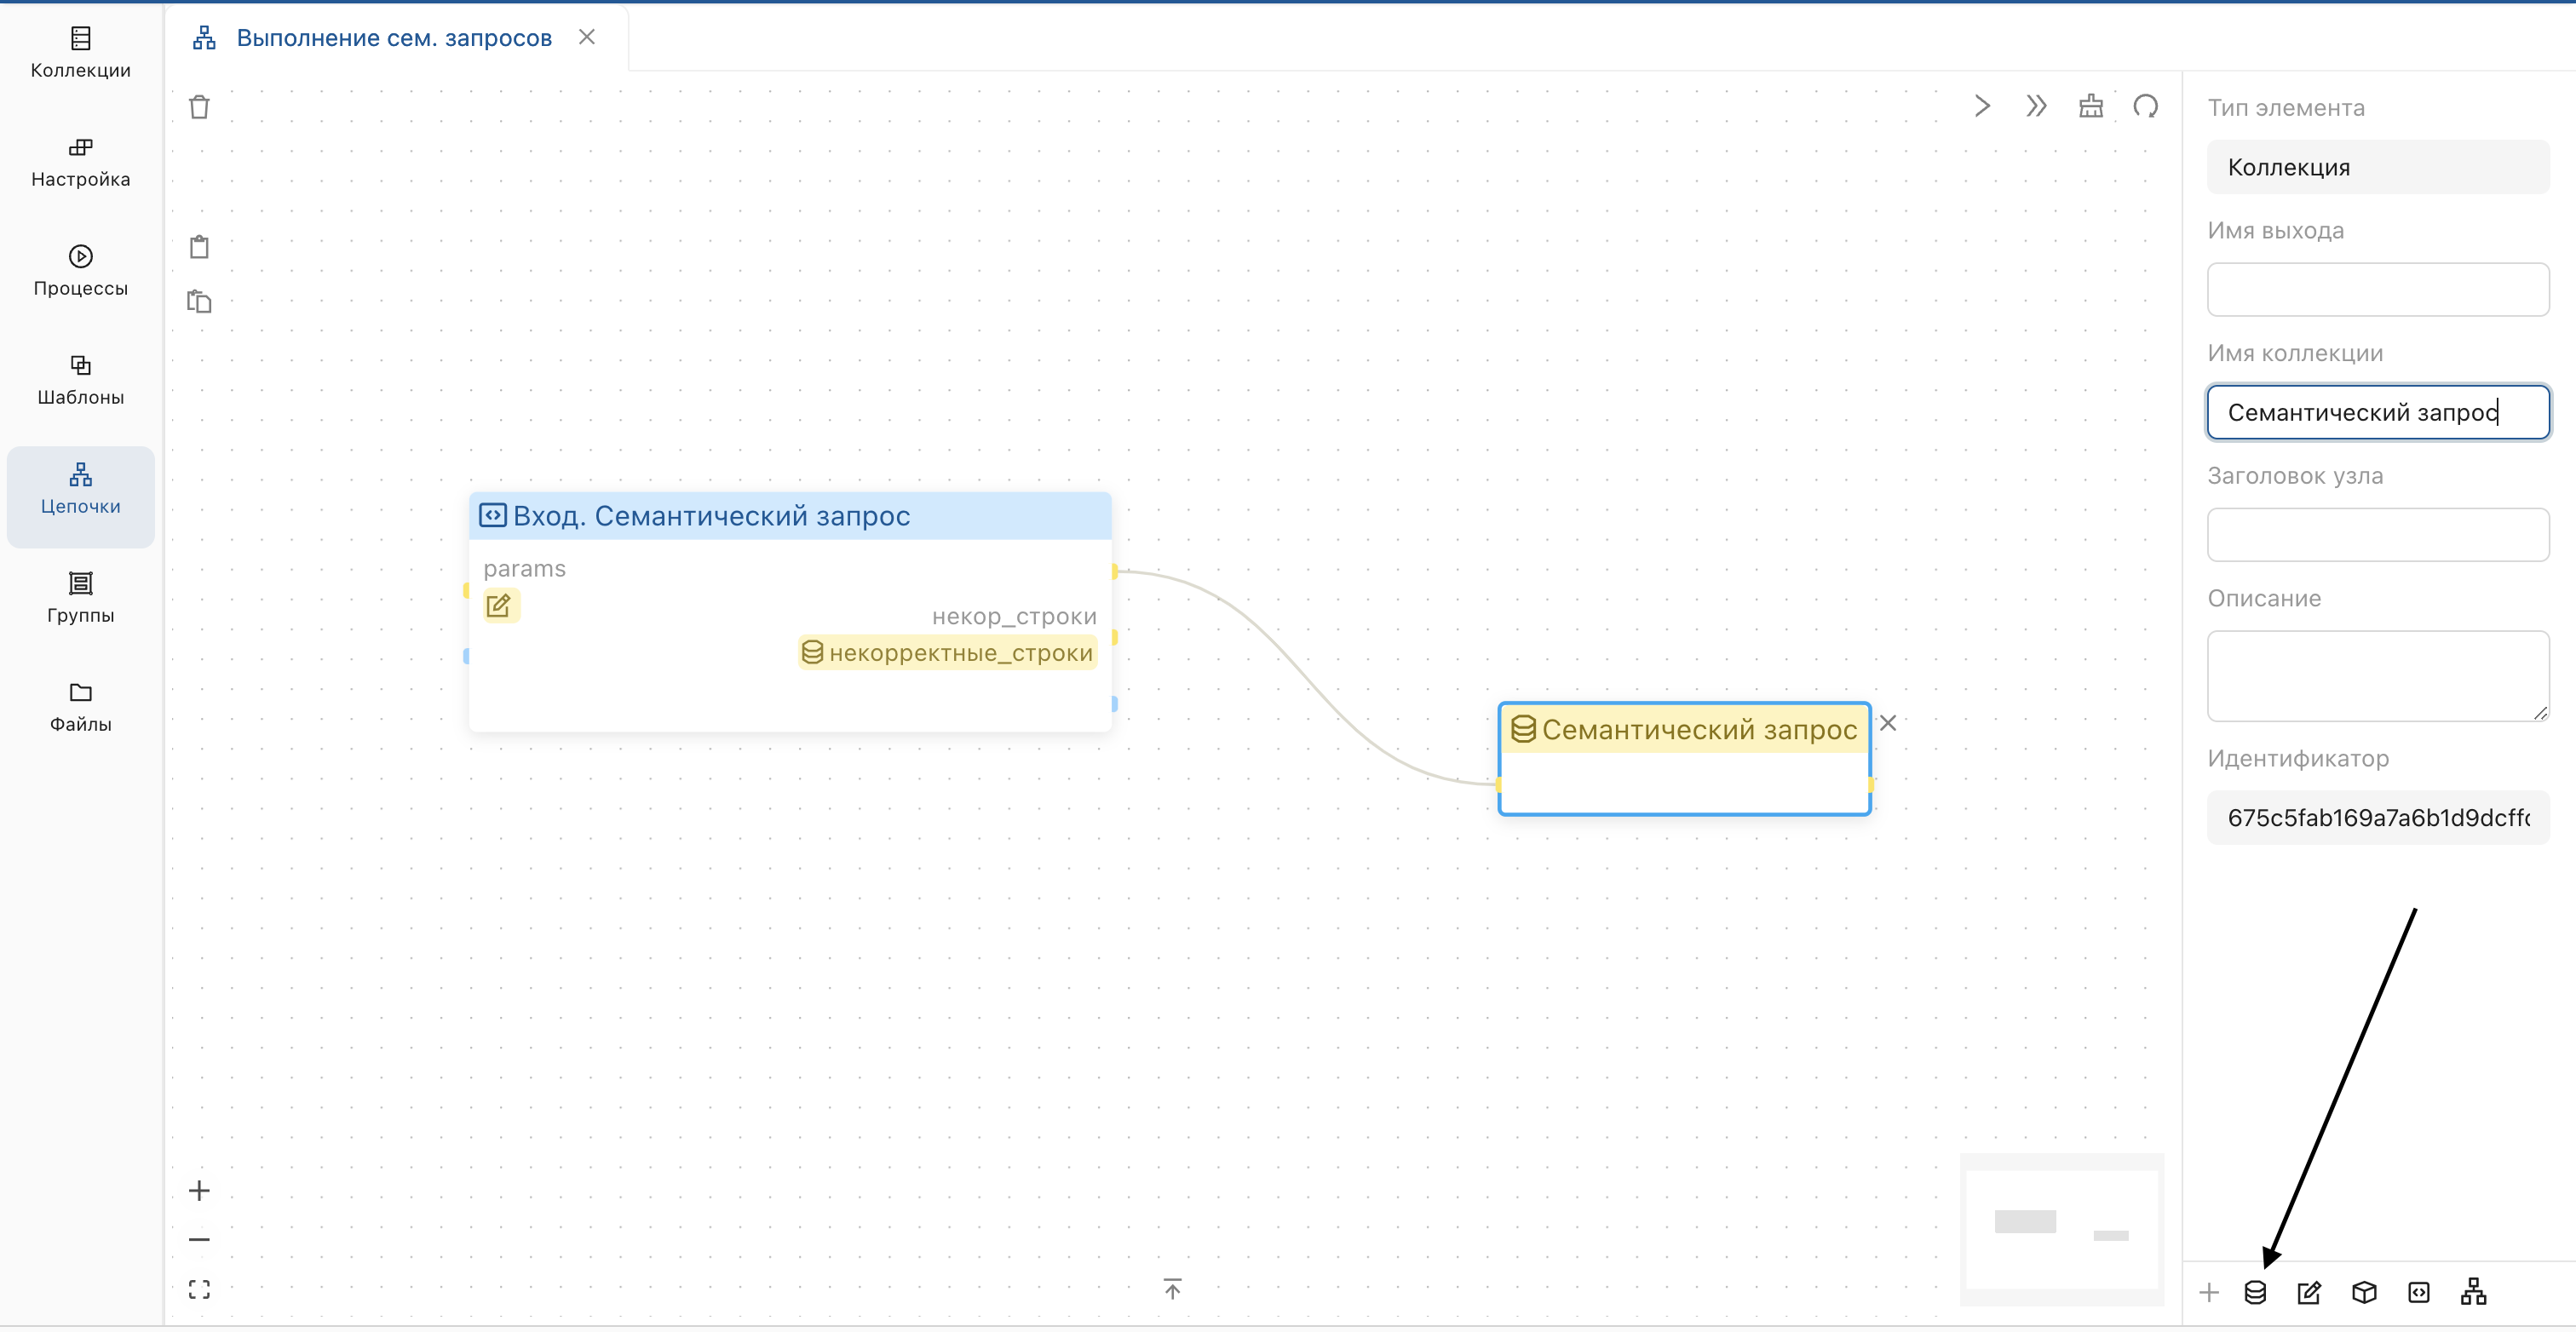 Коллекции
Настройка
Процессы
Шаблоны
Цепочки
Группы
Файлы
Выполнение сем. запросов
Вход. Семантический запрос
params
некор_строки
некорректные_строки
Семантический запрос
Тип элемента
Коллекция
Имя выхода
Имя коллекции
Семантический запрос
Заголовок узла
Описание
Идентификатор
675c5fab169a7a6b1d9dcff